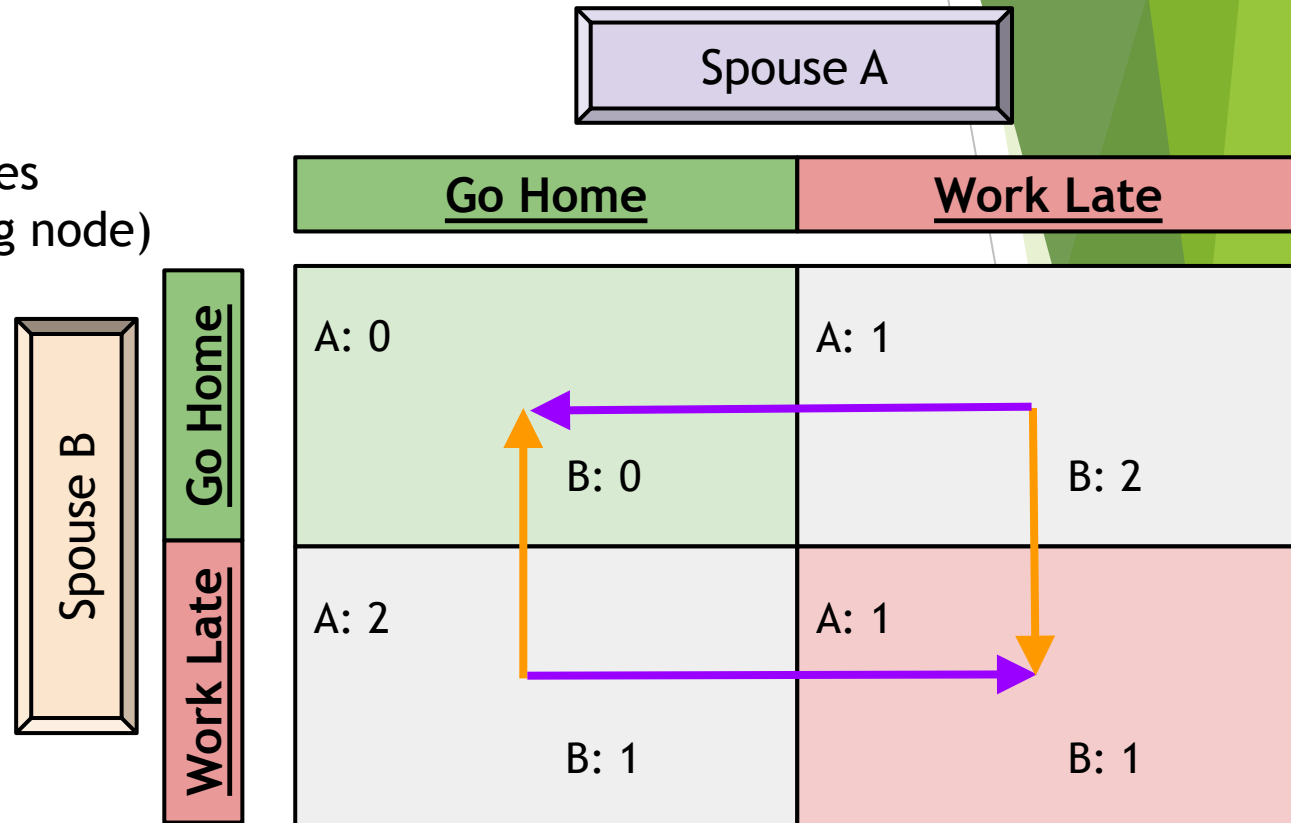 Spouse A
es
g node)
Go Home
Work Late
Spouse B
Go Home
A: 0
A: 1
B: 0
B: 2
Work Late
A: 2
A: 1
B: 1
B: 1